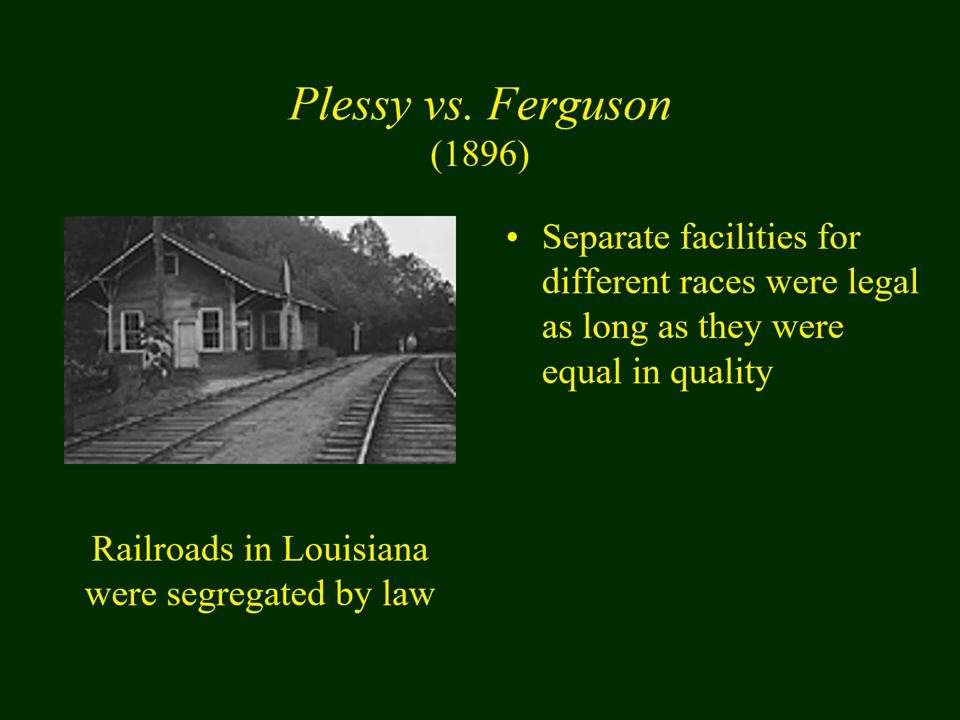 Plessy vs. Ferguson
(1896)
• Separate facilities for
different races were legal
as long as they were
equal in quality
Railroads in Louisiana
were segregated by law